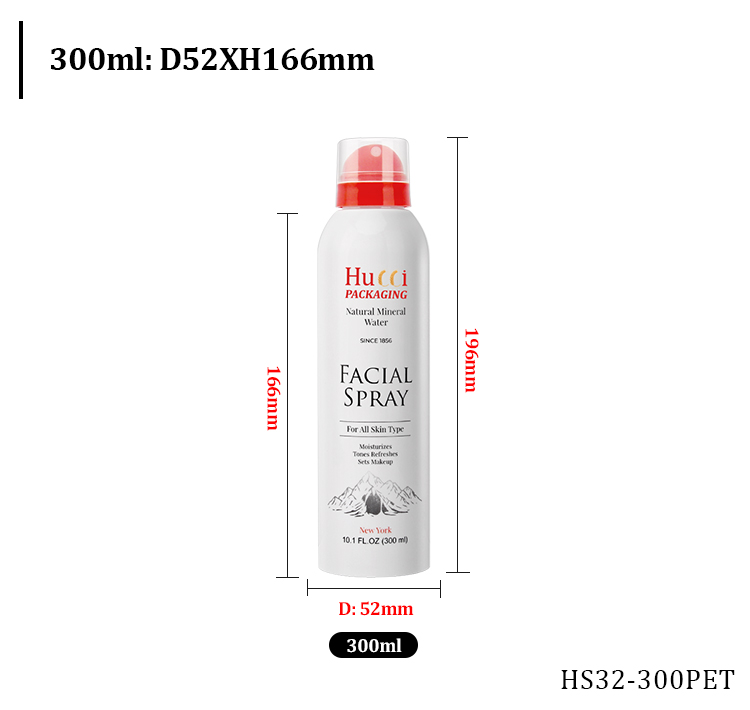 300ml: D52XH166mm
Hucci
PACKAGING
Natural Mineral
Water
SINCE 1856
FACIAL
SPRAY
For All Skin Type
Moisturizes
Tones Refreshes
Sets Makeup
New York
10.1 FL.OZ (300 ml)
166mm
196mm
D: 52mm
300ml
HS32-300PET